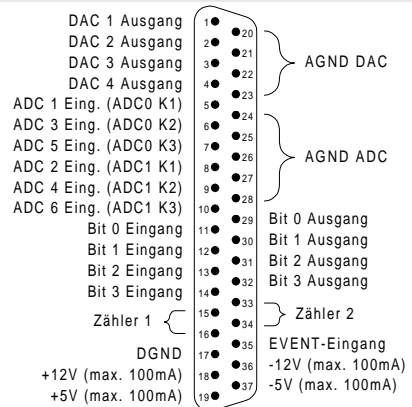 DAC 1 Ausgang
DAC 2 Ausgang
DAC 3 Ausgang
DAC 4 Ausgang
ADC 1 Eing. (ADC0 K1)
ADC 3 Eing. (ADC0 K2)
ADC 5 Eing. (ADC0 K3)
ADC 2 Eing. (ADC1 K1)
ADC 4 Eing. (ADC1 K2)
ADC 6 Eing. (ADC1 K3)
Bit 0 Eingang
Bit 1 Eingang
Bit 2 Eingang
Bit 3 Eingang
Zähler 1
DGND
+12V (max. 100mA)
+5V (max. 100mA)
1
2
3
4
5
6
7
8
9
10
11
12
13
14
15
16
17
18
19
20
21
22
23
24
25
26
27
28
29
30
31
32
33
34
35
36
37
AGND DAC
AGND ADC
Bit 0 Ausgang
Bit 1 Ausgang
Bit 2 Ausgang
Bit 3 Ausgang
Zähler 2
EVENT-Eingang
-12V (max. 100mA)
-5V (max. 100mA)